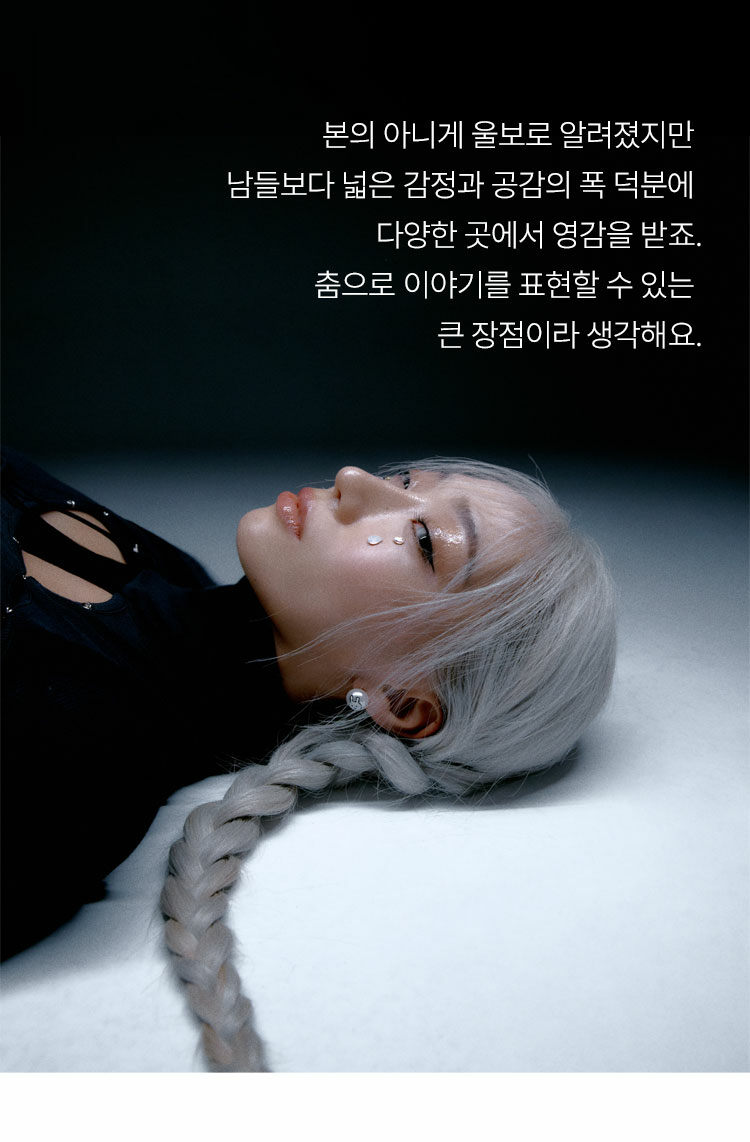 본의 아니게 울보로 알려졌지만
남들보다 넓은 감정과 공감의 폭 덕분에
다양한 곳에서 영감을 받죠.
춤으로 이야기를 표현할 수 있는
큰 장점이라 생각해요.